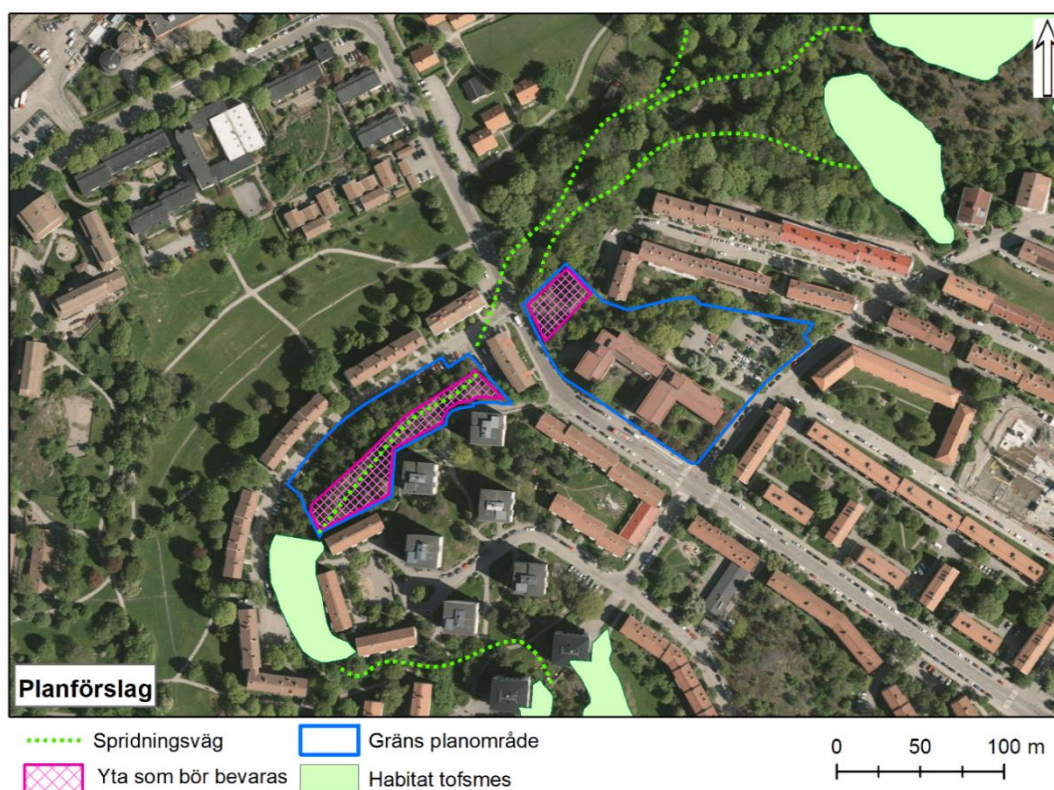 Planförslag
Spridningsväg
Gräns planområde
0 50 100 m
Yta som bör bevaras
Habitat tofsmes